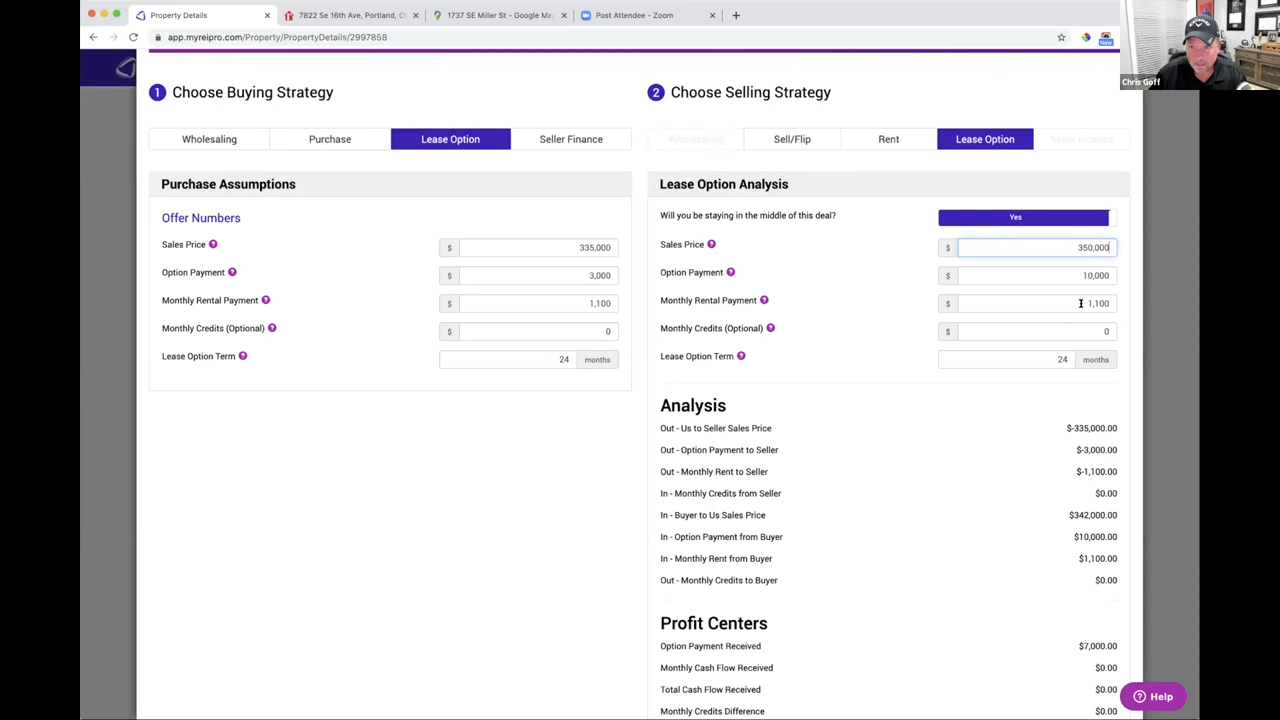 Property Details
7822 Se 16th Ave, Portland, O
1737 SE Miller St - Google Ma
Post Attendee - Zoom
app.myreipro.com/Property/PropertyDetails/2997858
New
Chris Goff
1 Choose Buying Strategy
Wholesaling Purchase Lease Option Seller Finance
Purchase Assumptions
Offer Numbers
Sales Price ? $ 335,000
Option Payment ? $ 3,000
Monthly Rental Payment ? $ 1,100
Monthly Credits (Optional) ? $ 0
Lease Option Term ? 24 months
2 Choose Selling Strategy
Wholesaling Sell/Flip Rent Lease Option Seller Finance
Lease Option Analysis
Will you be staying in the middle of this deal? Yes
Sales Price ? $ 350,000
Option Payment ? $ 10,000
Monthly Rental Payment ? $ 1,100
Monthly Credits (Optional) ? $ 0
Lease Option Term ? 24 months
Analysis
Out - Us to Seller Sales Price $-335,000.00
Out - Option Payment to Seller $-3,000.00
Out - Monthly Rent to Seller $-1,100.00
In - Monthly Credits from Seller $0.00
In - Buyer to Us Sales Price $342,000.00
In - Option Payment from Buyer $10,000.00
In - Monthly Rent from Buyer $1,100.00
Out - Monthly Credits to Buyer $0.00
Profit Centers
Option Payment Received $7,000.00
Monthly Cash Flow Received $0.00
Total Cash Flow Received $0.00
Monthly Credits Difference $0.00
? Help